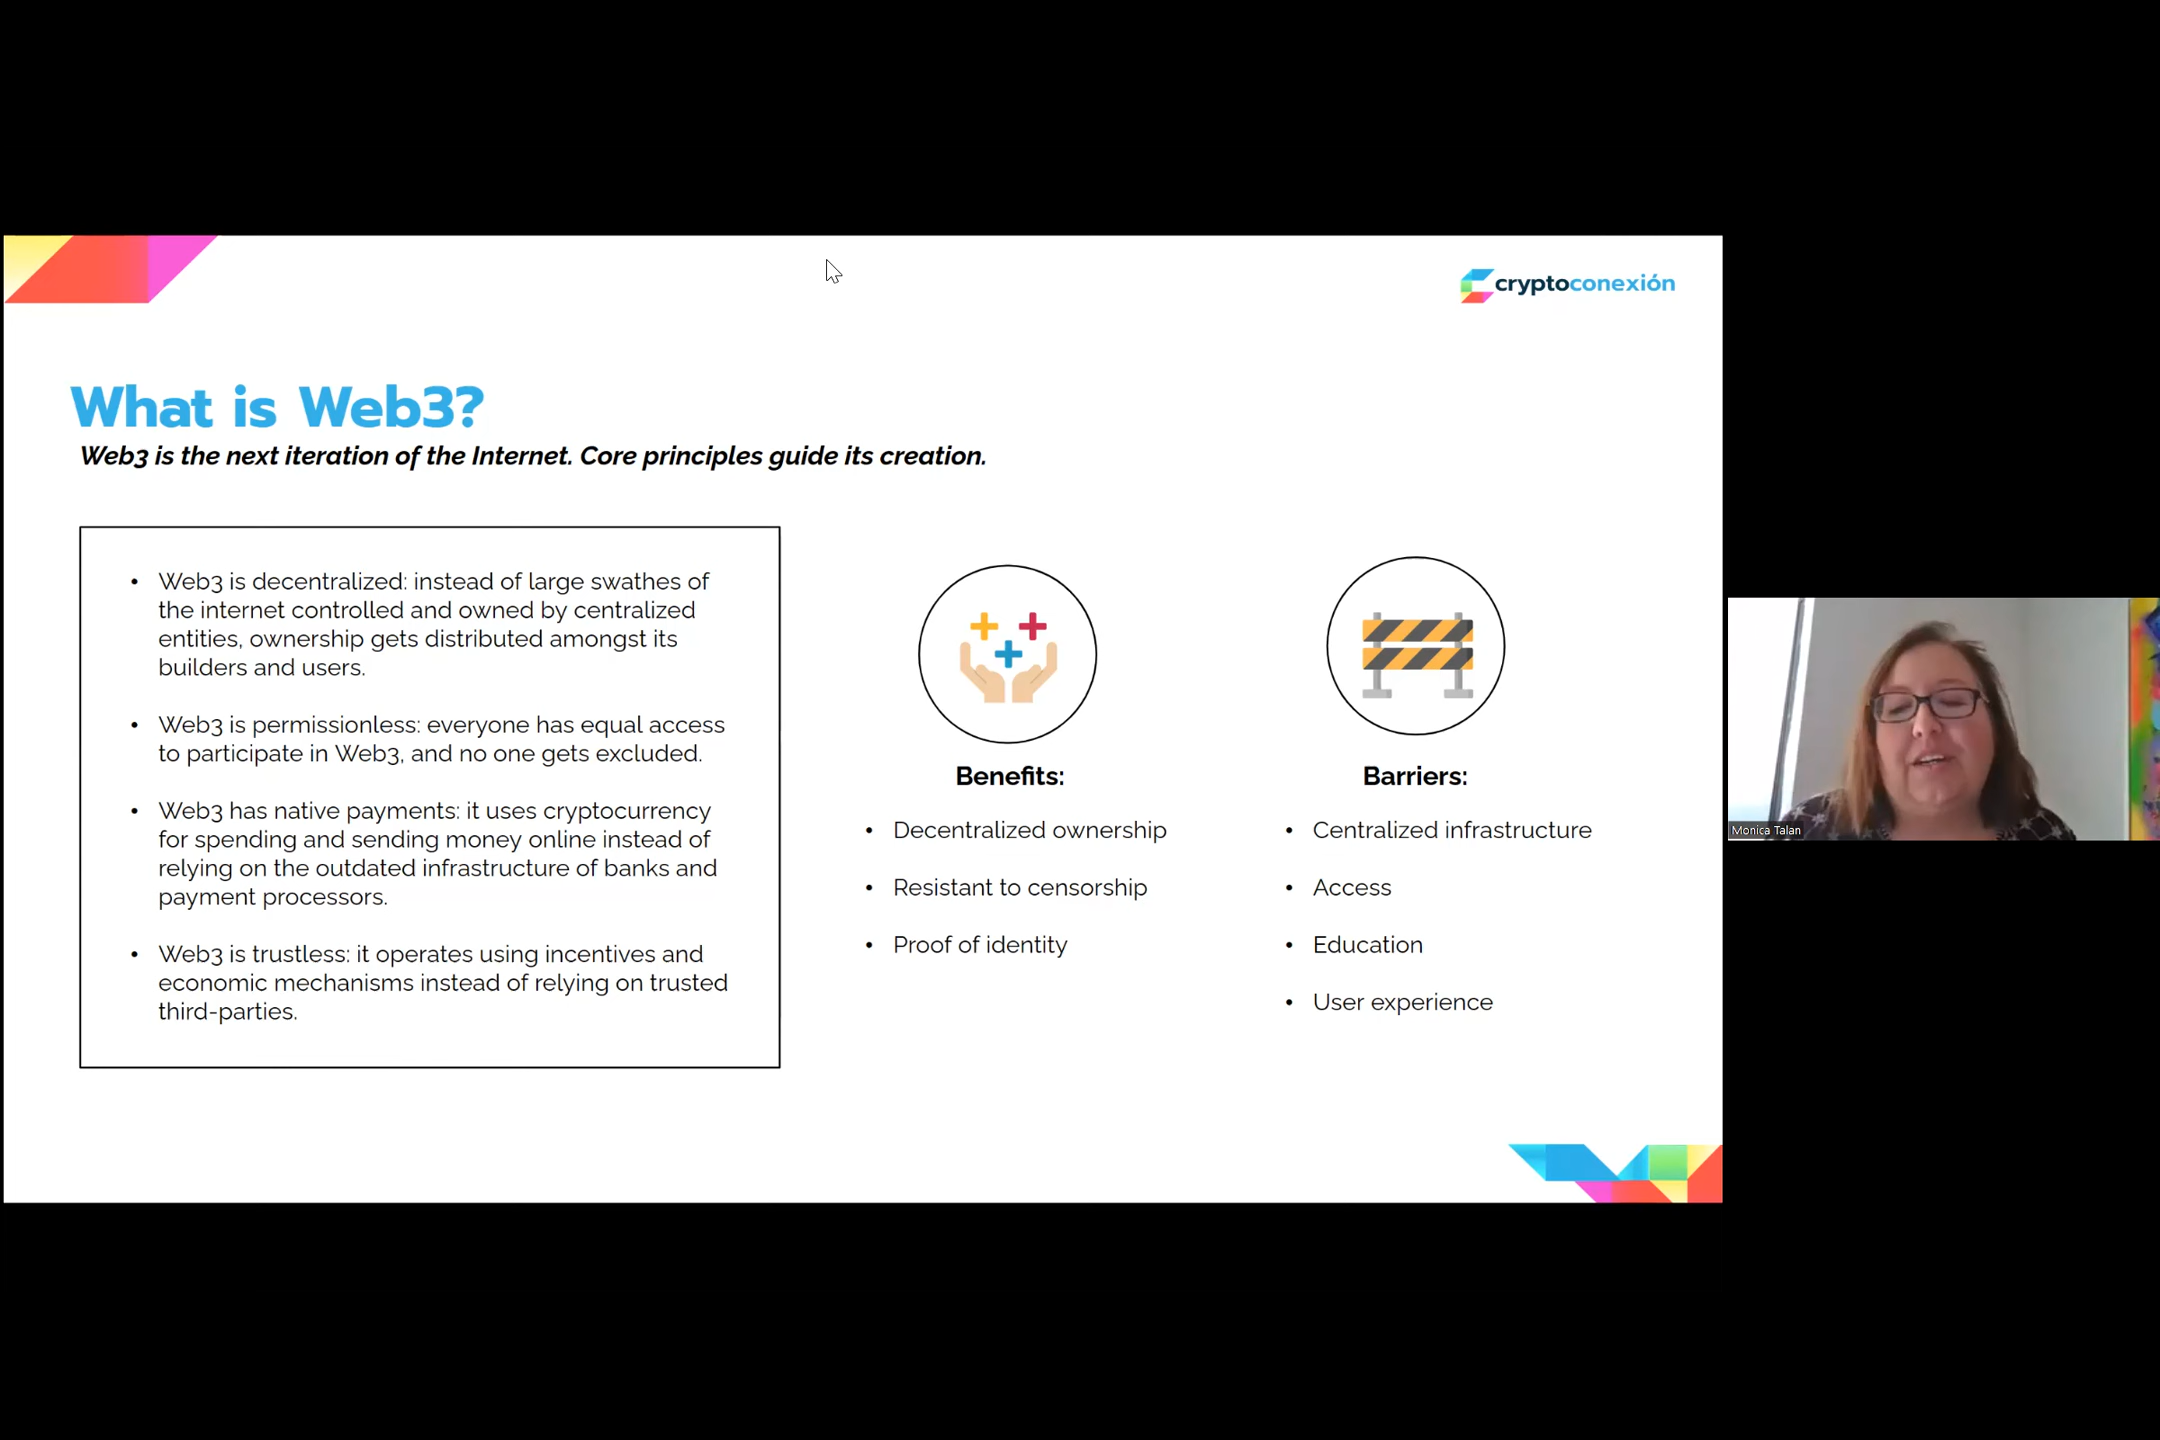 cryptoconexión
What is Web3?
Web3 is the next iteration of the Internet. Core principles guide its creation.
• Web3 is decentralized: instead of large swathes of
the internet controlled and owned by centralized
entities, ownership gets distributed amongst its
builders and users.
• Web3 is permissionless: everyone has equal access
to participate in Web3, and no one gets excluded.
• Web3 has native payments: it uses cryptocurrency
for spending and sending money online instead of
relying on the outdated infrastructure of banks and
payment processors.
• Web3 is trustless: it operates using incentives and
economic mechanisms instead of relying on trusted
third-parties.
Benefits:
• Decentralized ownership
• Resistant to censorship
• Proof of identity
Barriers:
• Centralized infrastructure
• Access
• Education
• User experience
Monica Talan